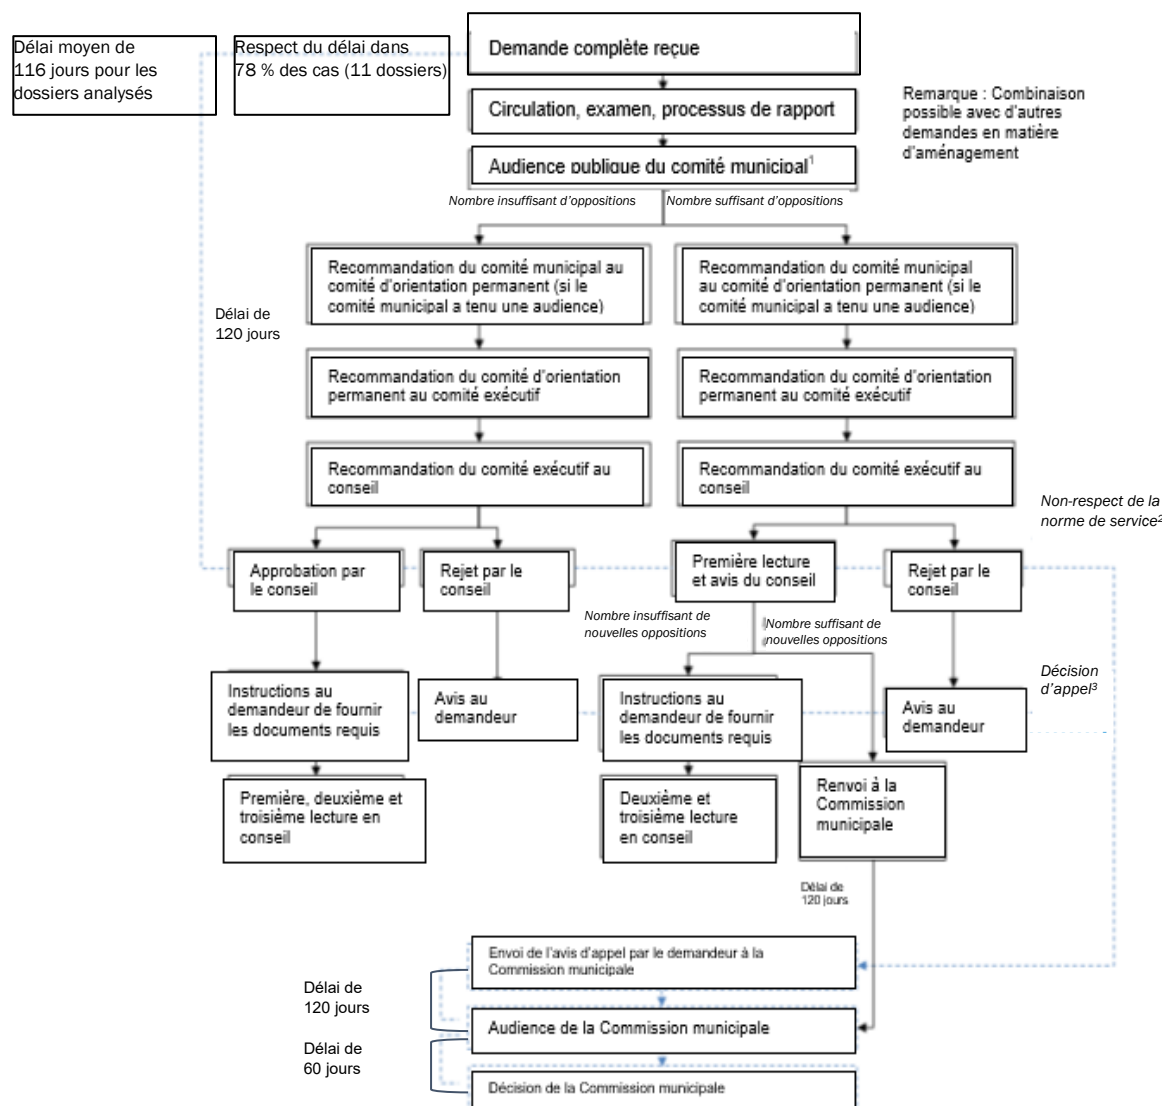 Délai moyen de
116 jours pour les
dossiers analysés
Respect du délai dans
78 % des cas (11 dossiers)
Demande complète reçue
Circulation, examen, processus de rapport
Audience publique du comité municipal¹
Remarque : Combinaison
possible avec d'autres
demandes en matière
d'aménagement
Nombre insuffisant d'oppositions
Nombre suffisant d'oppositions
Recommandation du comité municipal au
comité d'orientation permanent (si le
comité municipal a tenu une audience)
Recommandation du comité municipal
au comité d'orientation permanent (si le
comité municipal a tenu une audience)
Délai de
120 jours
Recommandation du comité d'orientation
permanent au comité exécutif
Recommandation du comité d'orientation
permanent au comité exécutif
Recommandation du comité exécutif au
conseil
Recommandation du comité exécutif au
conseil
Non-respect de la
norme de service²
Approbation par
le conseil
Rejet par le
conseil
Première lecture
et avis du conseil
Rejet par le
conseil
Nombre insuffisant de
nouvelles oppositions
Nombre suffisant de
nouvelles oppositions
Décision
d'appel³
Instructions au
demandeur de fournir
les documents requis
Avis au
demandeur
Instructions au
demandeur de fournir
les documents requis
Avis au
demandeur
Première, deuxième et
troisième lecture en
conseil
Deuxième et
troisième lecture
en conseil
Renvoi à la
Commission
municipale
Délai de
120 jours
Envoi de l'avis d'appel par le demandeur à la
Commission municipale
Délai de
120 jours
Audience de la Commission municipale
Délai de
60 jours
Décision de la Commission municipale